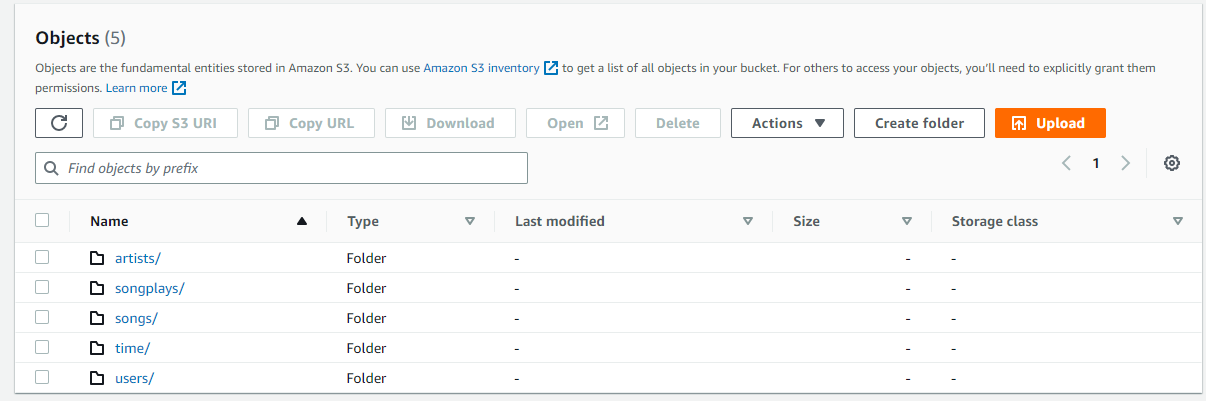 Objects (5)
Objects are the fundamental entities stored in Amazon S3. You can use Amazon S3 inventory to get a list of all objects in your bucket. For others to access your objects, you'll need to explicitly grant them
permissions. Learn more
Copy S3 URI Copy URL Download Open Delete Actions Create folder Upload
Find objects by prefix 1
Name Type Last modified Size Storage class
artists/ Folder - - -
songplays/ Folder - - -
songs/ Folder - - -
time/ Folder - - -
users/ Folder - - -